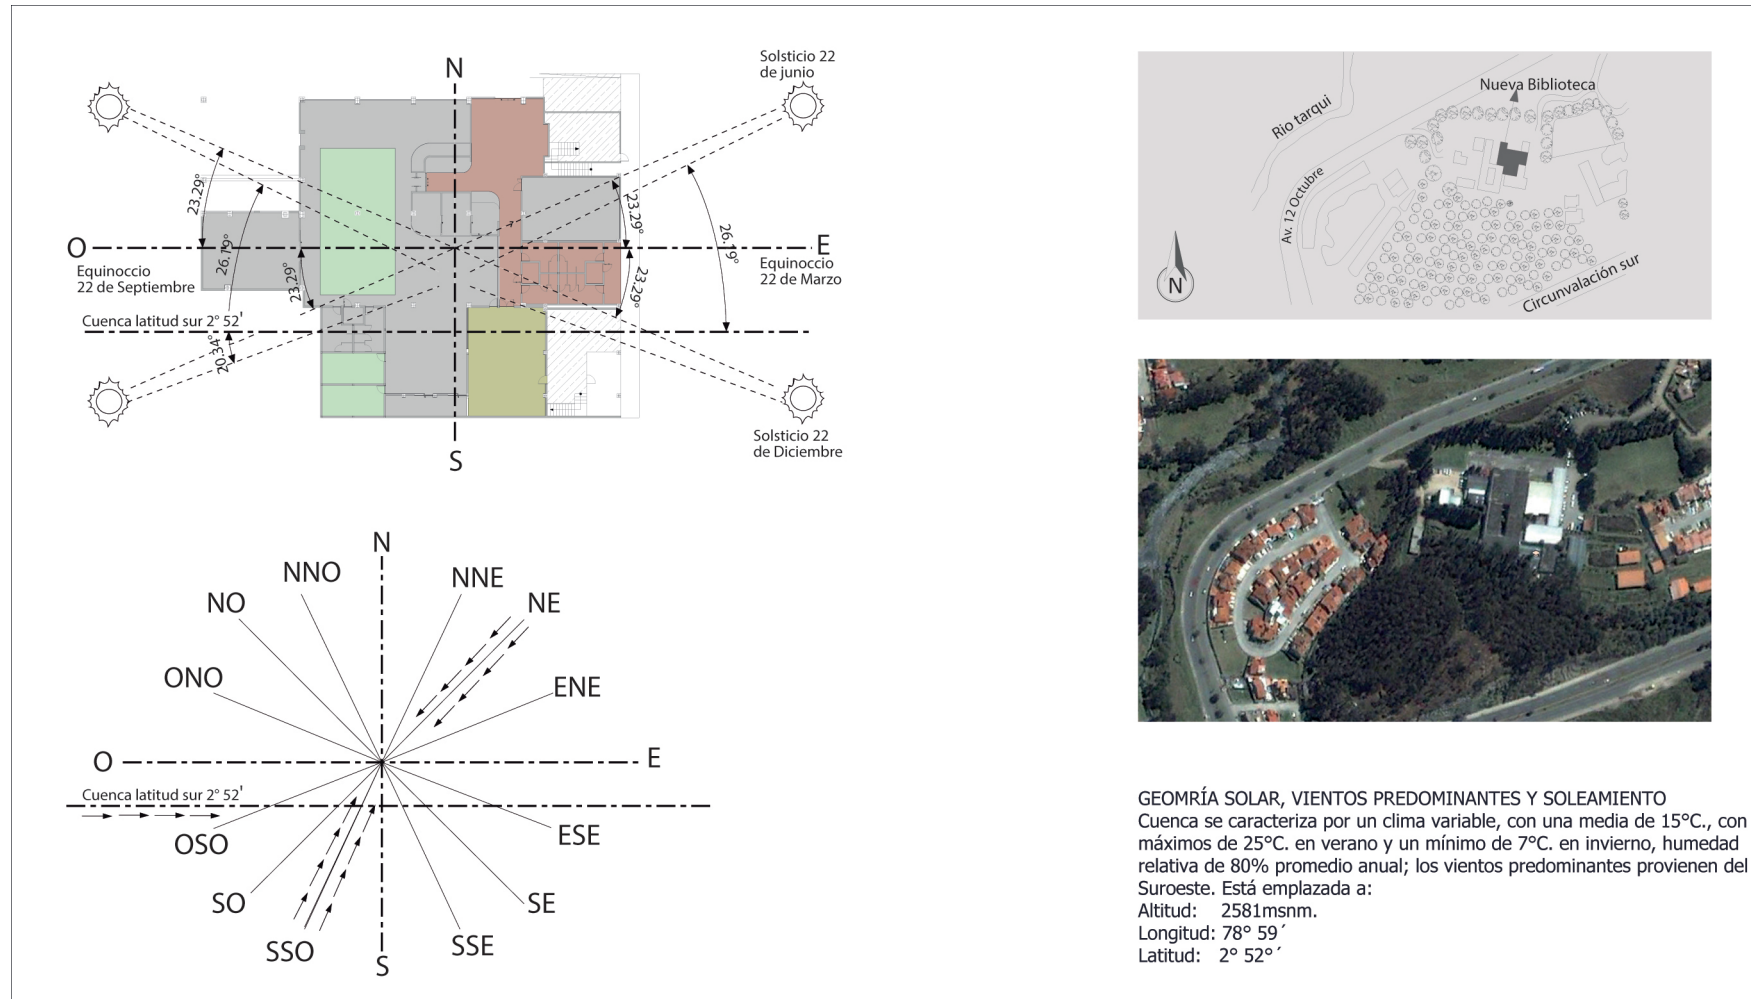 N
Solsticio 22
de junio
23.29°
26.19°
23.29°
23.29°
26.19°
23.29°
O
E
Equinoccio
22 de Septiembre
Equinoccio
22 de Marzo
Cuenca latitud sur 2° 52'
20.34°
Solsticio 22
de Diciembre
S
N
NNO
NNE
NO
NE
ONO
ENE
O
E
Cuenca latitud sur 2° 52'
OSO
ESE
SO
SE
SSO
SSE
S
Nueva Biblioteca
Rio tarqui
Av. 12 Octubre
N
Circunvalación sur
GEOMRÍA SOLAR, VIENTOS PREDOMINANTES Y SOLEAMIENTO
Cuenca se caracteriza por un clima variable, con una media de 15°C., con
máximos de 25°C. en verano y un mínimo de 7°C. en invierno, humedad
relativa de 80% promedio anual; los vientos predominantes provienen del
Suroeste. Está emplazada a:
Altitud: 2581msnm.
Longitud: 78° 59´
Latitud: 2° 52°´